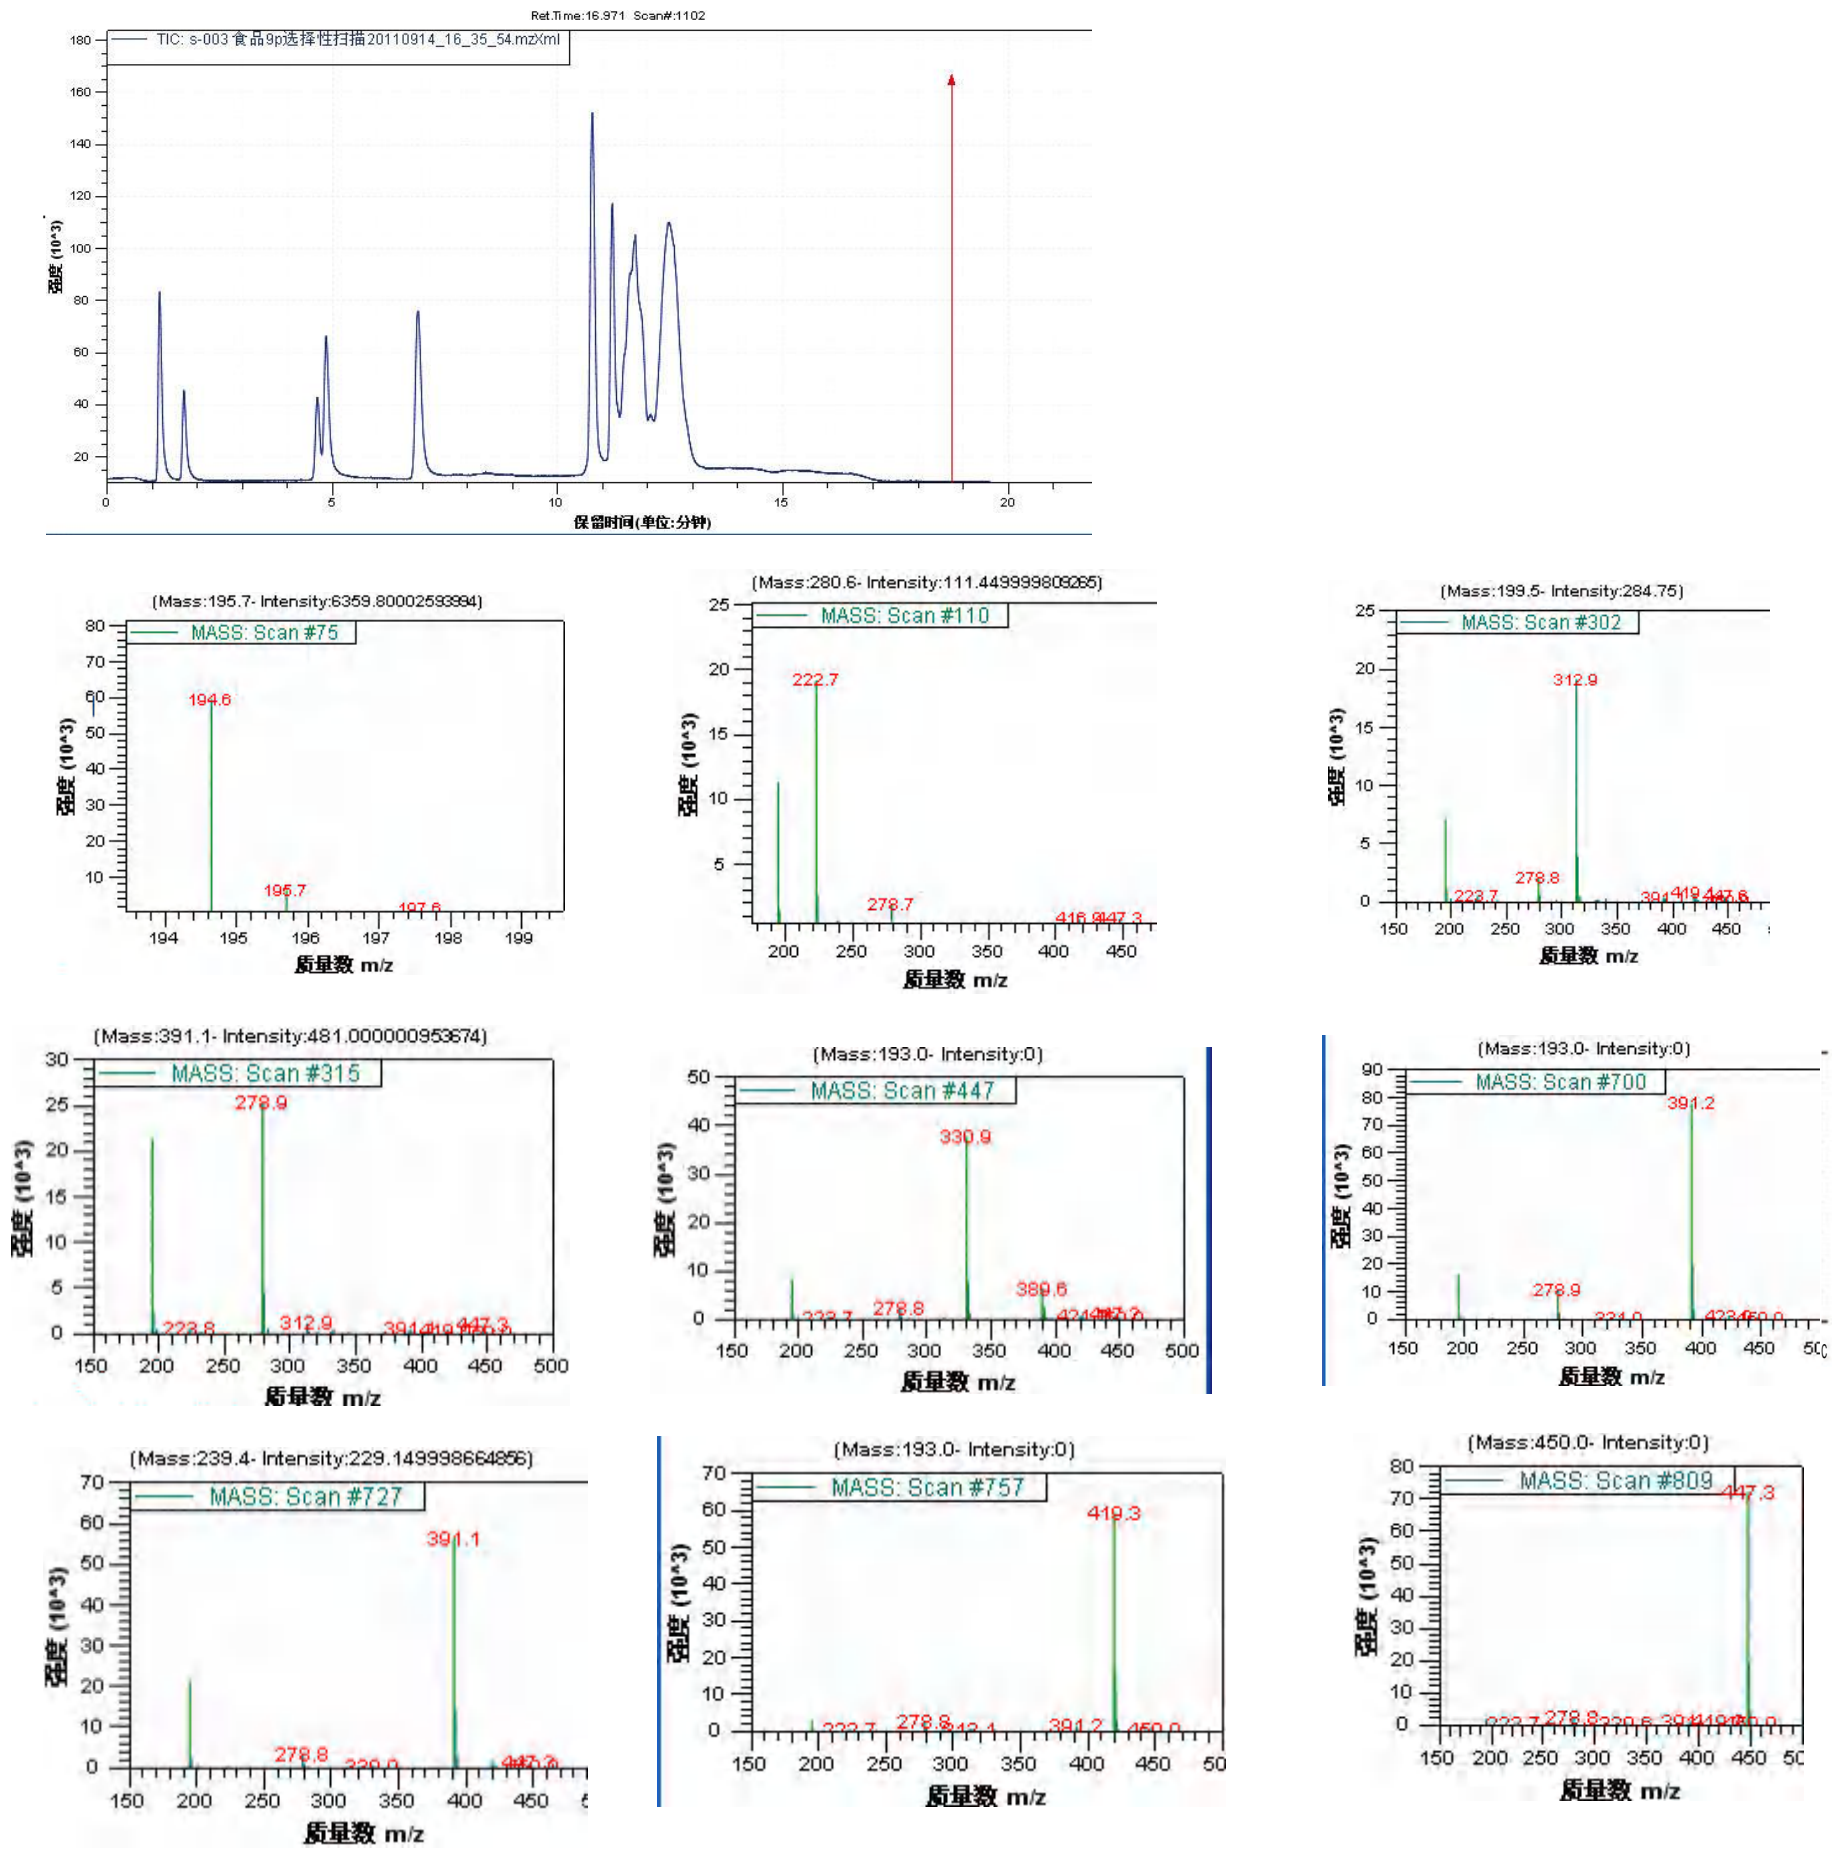 Ret.Time:16.971 Scan#:1102
TIC: s-003 食品9p选择性扫描20110914_16_35_54.mzXml
强度 (10^3)
180
160
140
120
100
80
60
40
20
0 5 10 15 20
保留时间(单位:分钟)
(Mass:195.7- Intensity:6359.80002593994)
MASS: Scan #75
强度 (10^3)
80
70
60
50
40
30
20
10
194.6
195.7
197.6
194 195 196 197 198 199
质量数 m/z
(Mass:280.6- Intensity:111.449999809265)
MASS: Scan #110
强度 (10^3)
25
20
15
10
5
222.7
278.7
416.9 447.3
200 250 300 350 400 450
质量数 m/z
(Mass:199.5- Intensity:284.75)
MASS: Scan #302
强度 (10^3)
25
20
15
10
5
0
312.9
278.8
223.7
150 200 250 300 350 400 450
质量数 m/z
(Mass:391.1- Intensity:481.000000953674)
MASS: Scan #315
强度 (10^3)
30
25
20
15
10
5
0
278.9
223.8
312.9
447.3
150 200 250 300 350 400 450 500
质量数 m/z
(Mass:193.0- Intensity:0)
MASS: Scan #447
强度 (10^3)
50
40
30
20
10
0
330.9
389.6
278.8
223.7
150 200 250 300 350 400 450 500
质量数 m/z
(Mass:193.0- Intensity:0)
MASS: Scan #700
强度 (10^3)
90
80
70
60
50
40
30
20
10
0
391.2
278.9
150 200 250 300 350 400 450
质量数 m/z
(Mass:239.4- Intensity:229.149998664856)
MASS: Scan #727
强度 (10^3)
70
60
50
40
30
20
10
0
391.1
278.8
150 200 250 300 350 400 450
质量数 m/z
(Mass:193.0- Intensity:0)
MASS: Scan #757
强度 (10^3)
70
60
50
40
30
20
10
0
419.3
278.8
391.2
450.0
150 200 250 300 350 400 450
质量数 m/z
(Mass:450.0- Intensity:0)
MASS: Scan #809
强度 (10^3)
80
70
60
50
40
30
20
10
0
447.3
278.8
150 200 250 300 350 400 450
质量数 m/z